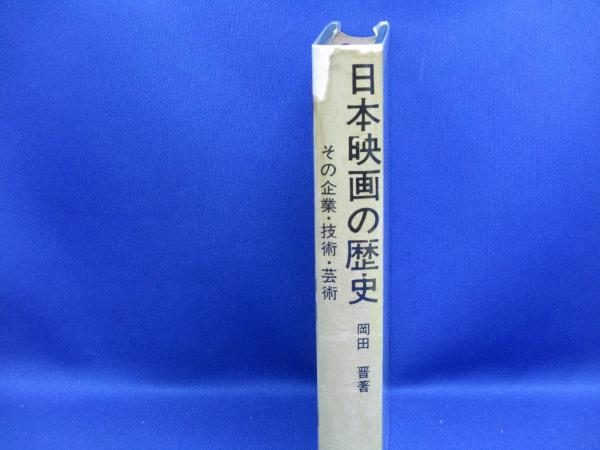 日本映画の歴史
その企業・技術・芸術
岡田 晋著